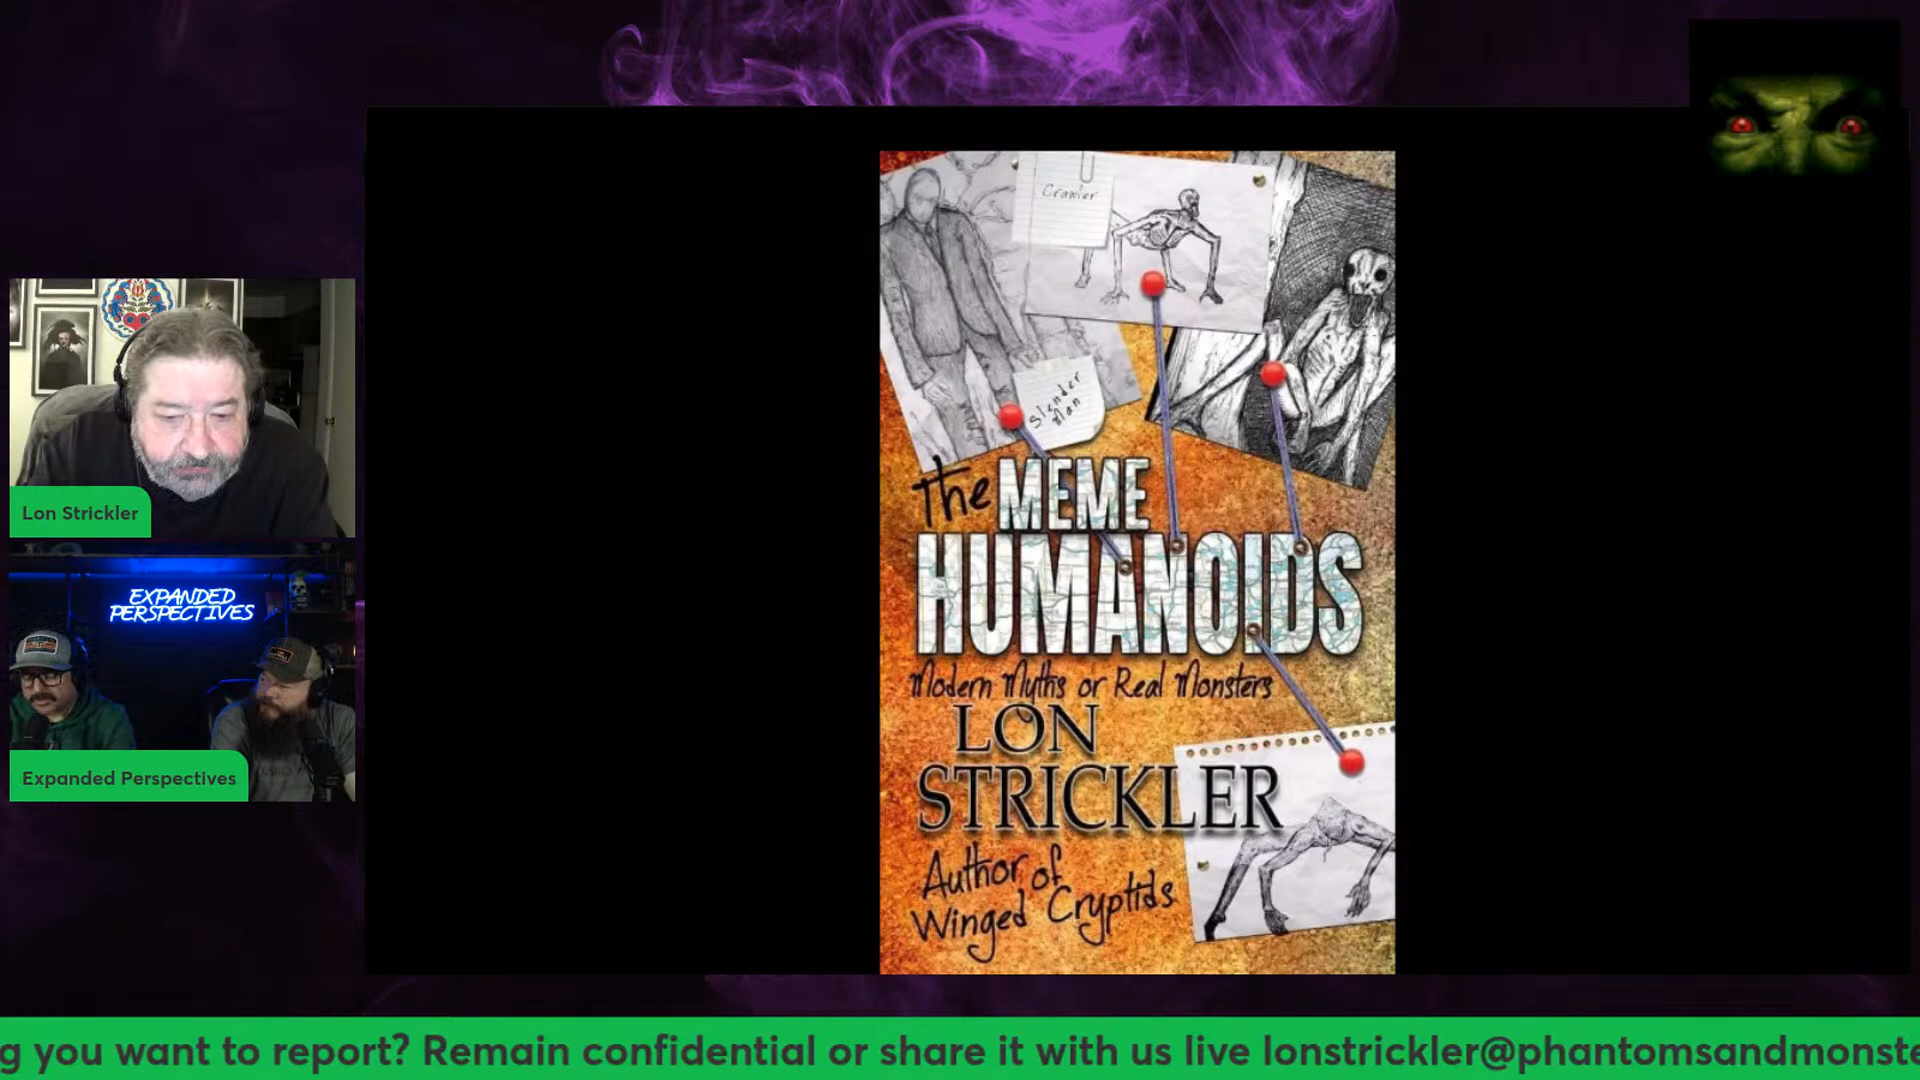 Crawler
Slender
Man
The MEME
HUMANOIDS
Modern Myths or Real Monsters
LON
STRICKLER
Author of
Winged Cryptids
Lon Strickler
EXPANDED
PERSPECTIVES
Expanded Perspectives
g you want to report? Remain confidential or share it with us live lonstrickler@phantomsandmonste